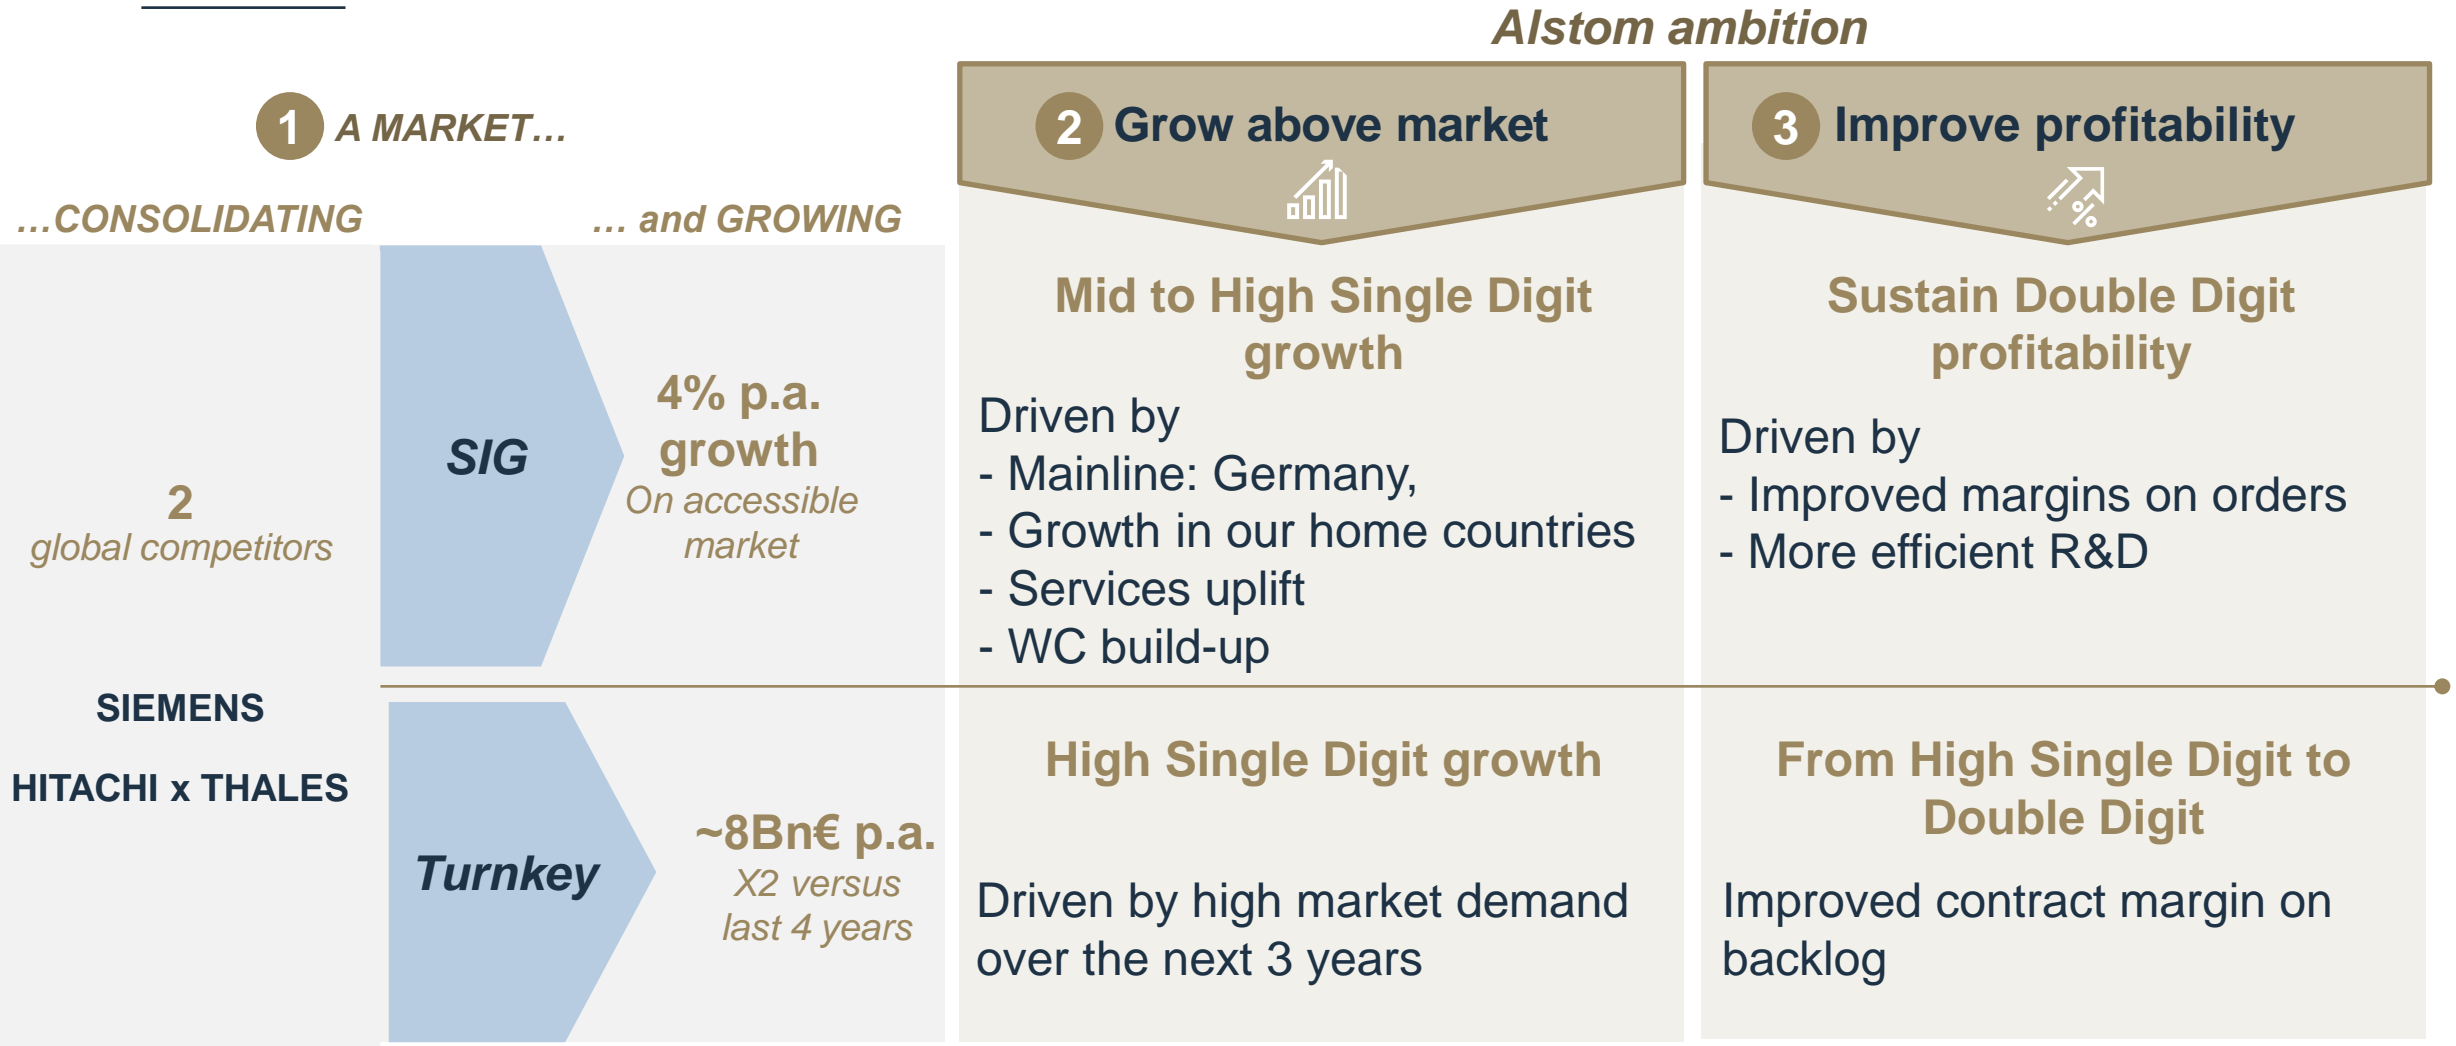 Alstom ambition
1 A MARKET…
…CONSOLIDATING
… and GROWING
2 Grow above market
3 Improve profitability
2
global competitors
SIEMENS
HITACHI x THALES
SIG
4% p.a.
growth
On accessible
market
Mid to High Single Digit
growth
Driven by
- Mainline: Germany,
- Growth in our home countries
- Services uplift
- WC build-up
Sustain Double Digit
profitability
Driven by
- Improved margins on orders
- More efficient R&D
Turnkey
~8Bn€ p.a.
X2 versus
last 4 years
High Single Digit growth
Driven by high market demand
over the next 3 years
From High Single Digit to
Double Digit
Improved contract margin on
backlog